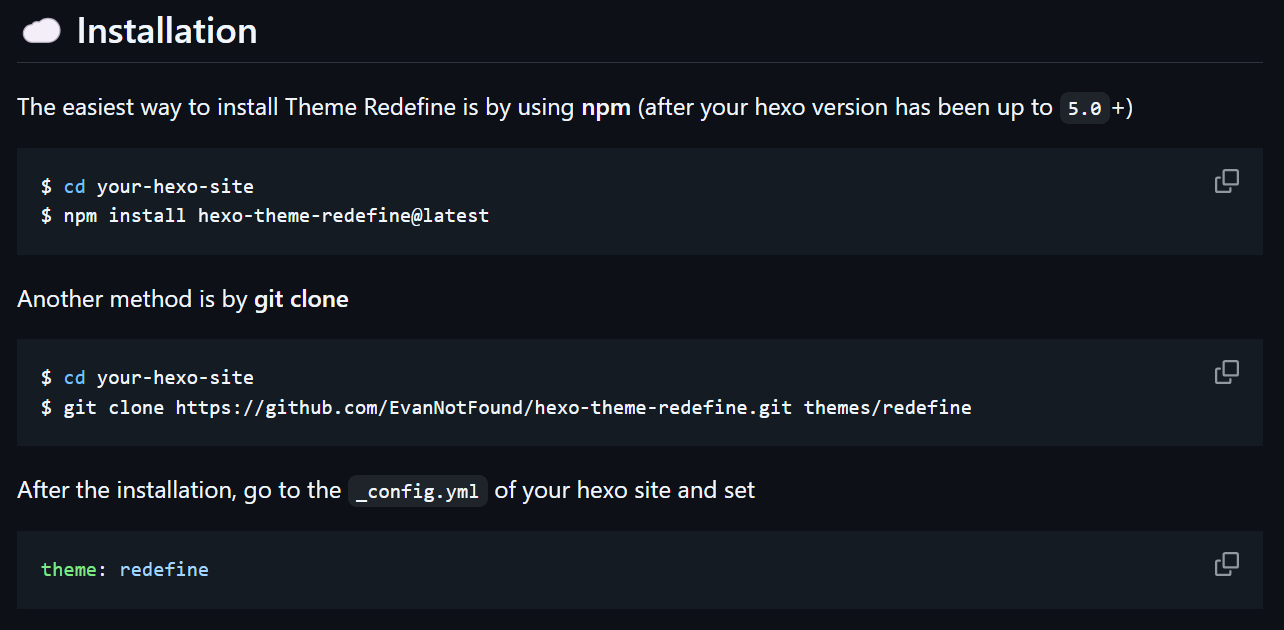 Installation
The easiest way to install Theme Redefine is by using npm (after your hexo version has been up to 5.0+)
$ cd your-hexo-site
$ npm install hexo-theme-redefine@latest
Another method is by git clone
$ cd your-hexo-site
$ git clone https://github.com/EvanNotFound/hexo-theme-redefine.git themes/redefine
After the installation, go to the _config.yml of your hexo site and set
theme: redefine